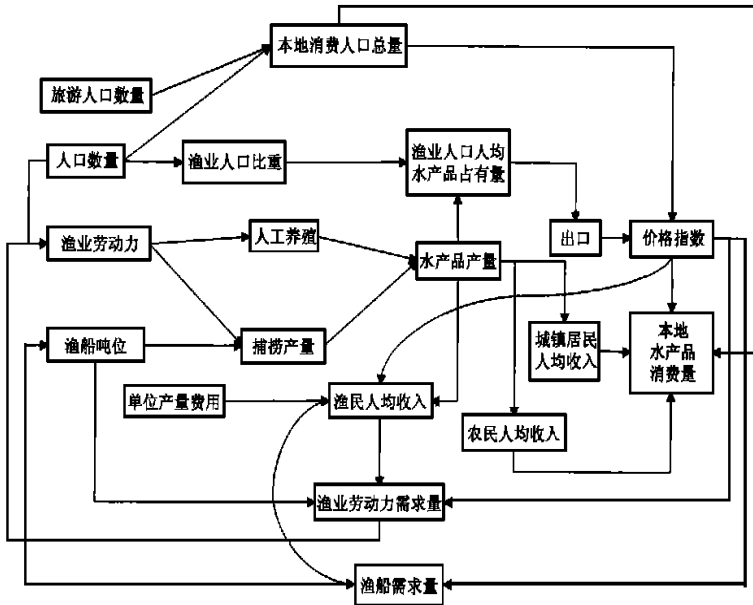 本地消费人口总量
旅游人口数量
人口数量
渔业人口比重
渔业人口人均
水产品占有量
渔业劳动力
人工养殖
水产品产量
出口
价格指数
渔船吨位
捕捞产量
城镇居民
人均收入
本地
水产品
消费量
单位产量费用
渔民人均收入
农民人均收入
渔业劳动力需求量
渔船需求量